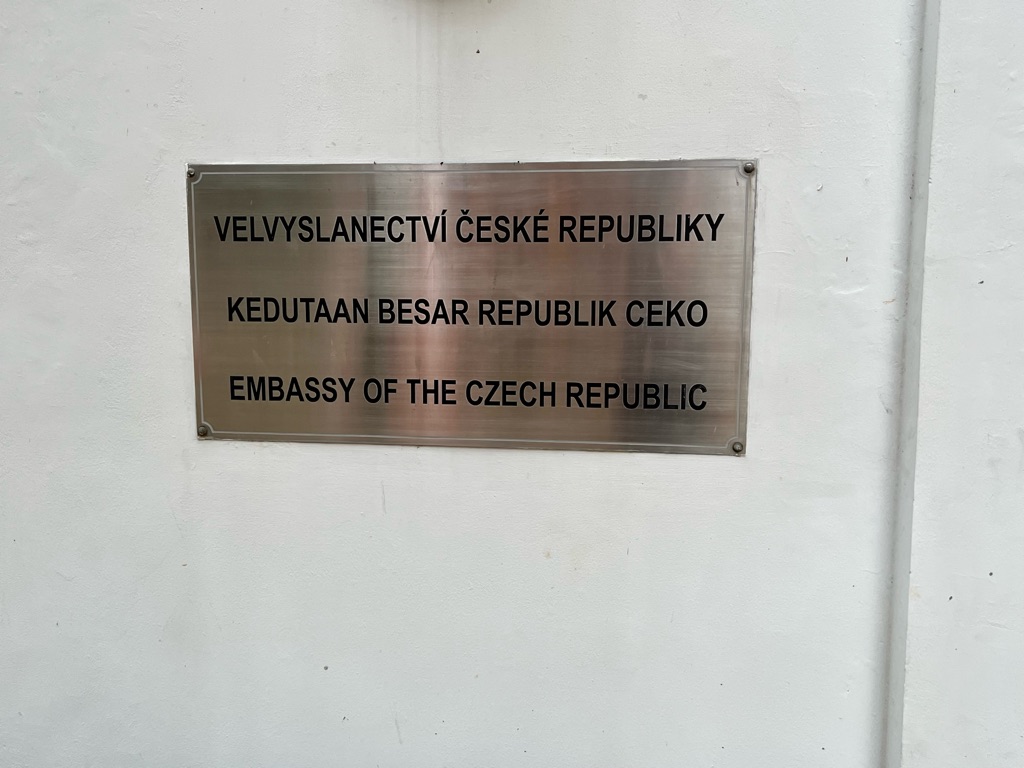 VELVYSLANECTVÍ ČESKÉ REPUBLIKY
KEDUTAAN BESAR REPUBLIK CEKO
EMBASSY OF THE CZECH REPUBLIC